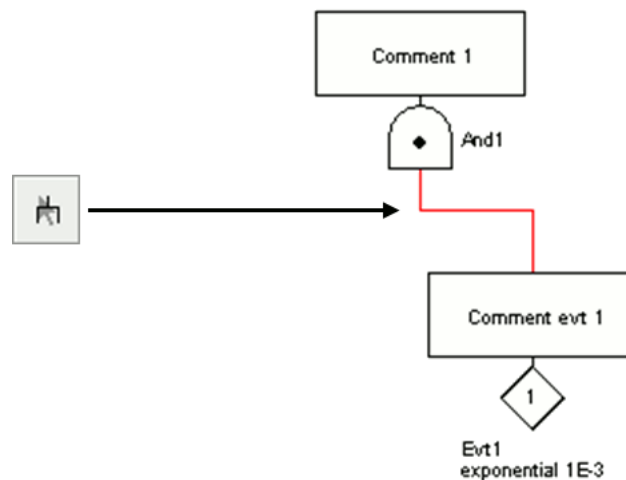 Comment 1
And1
Comment evt 1
1
Evt1
exponential 1E-3